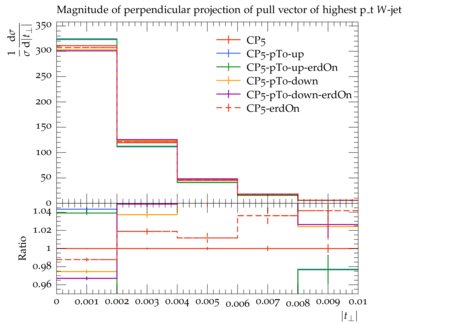 Magnitude of perpendicular projection of pull vector of highest p_t W-jet
1/σ dσ/d|t⊥|
350
300
250
200
150
100
50
0
CP5
CP5-pTo-up
CP5-pTo-up-erdOn
CP5-pTo-down
CP5-pTo-down-erdOn
CP5-erdOn
Ratio
1.04
1.02
1
0.98
0.96
0 0.001 0.002 0.003 0.004 0.005 0.006 0.007 0.008 0.009 0.01
|t⊥|